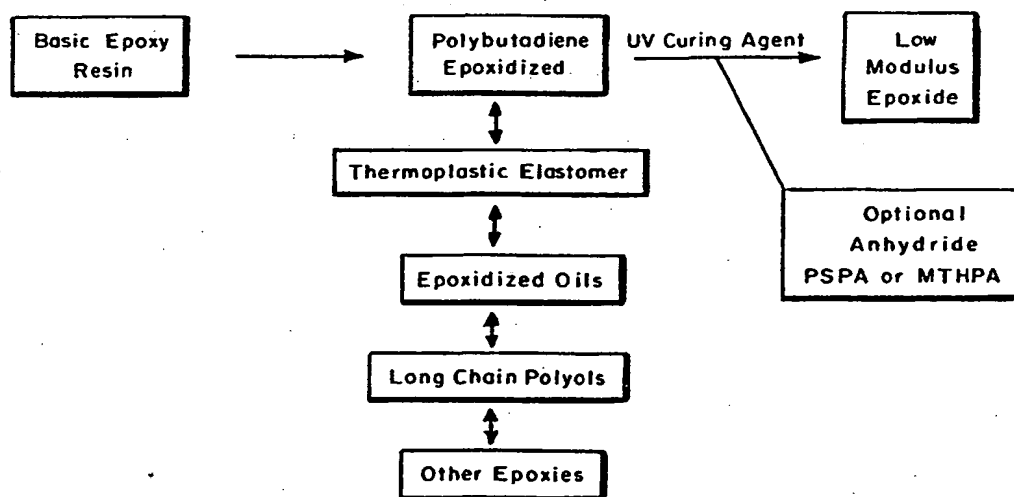 Basic Epoxy
Resin
Polybutadiene
Epoxidized
UV Curing Agent
Low
Modulus
Epoxide
Thermoplastic Elastomer
Optional
Anhydride
PSPA or MTHPA
Epoxidized Oils
Long Chain Polyols
Other Epoxies